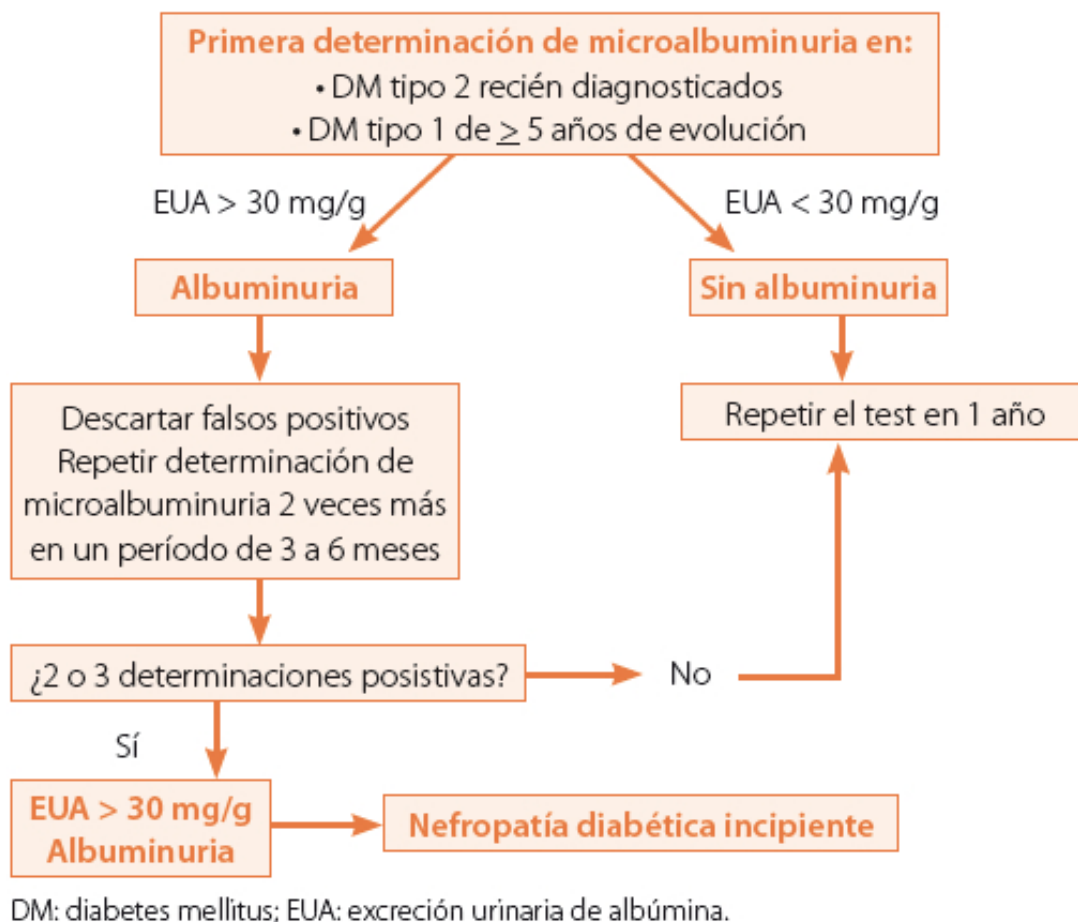 Primera determinación de microalbuminuria en:
• DM tipo 2 recién diagnosticados
• DM tipo 1 de ≥ 5 años de evolución
EUA > 30 mg/g
EUA < 30 mg/g
Albuminuria
Sin albuminuria
Descartar falsos positivos
Repetir determinación de
microalbuminuria 2 veces más
en un período de 3 a 6 meses
Repetir el test en 1 año
¿2 o 3 determinaciones posistivas?
No
Sí
EUA > 30 mg/g
Albuminuria
Nefropatía diabética incipiente
DM: diabetes mellitus; EUA: excreción urinaria de albúmina.